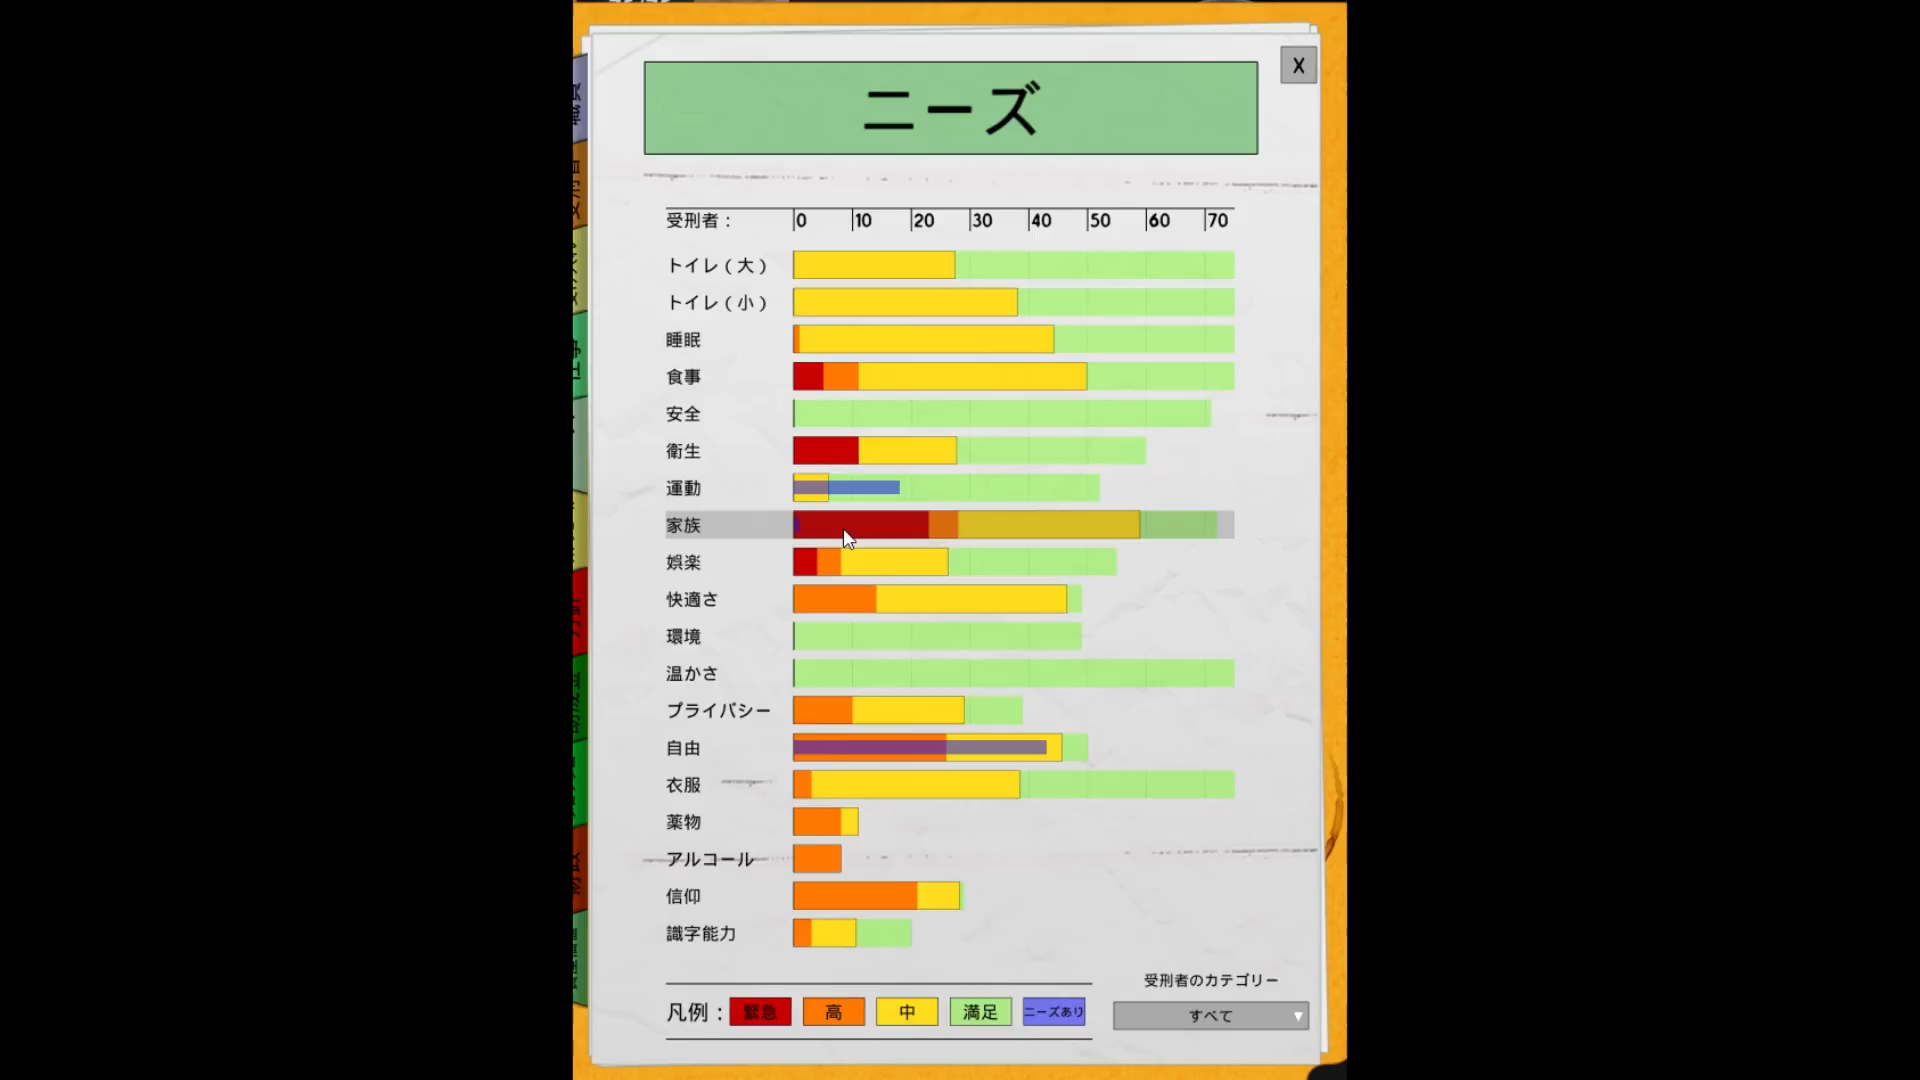 X
ニーズ
受刑者： 0 10 20 30 40 50 60 70
トイレ（大）
トイレ（小）
睡眠
食事
安全
衛生
運動
家族
娯楽
快適さ
環境
温かさ
プライバシー
自由
衣服
薬物
アルコール
信仰
識字能力
受刑者のカテゴリー
凡例： 緊急 高 中 満足 ニーズあり
すべて